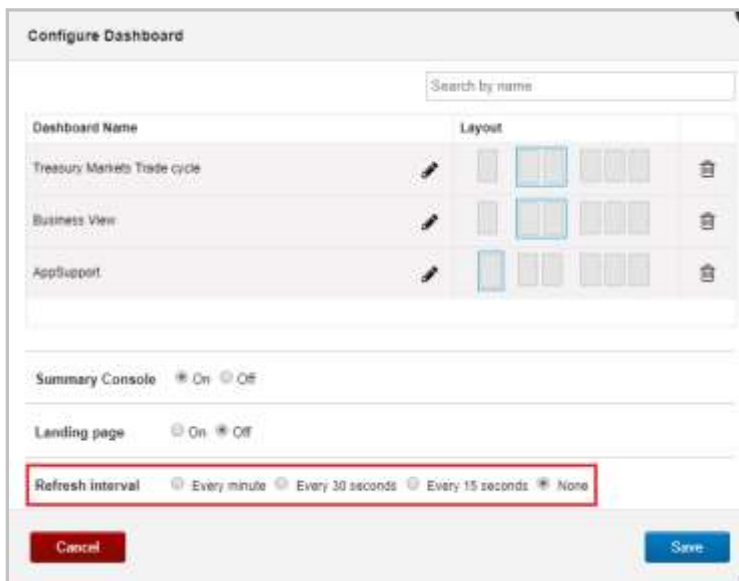 Configure Dashboard
Search by name
Dashboard Name Layout
Treasury Markets Trade cycle
Business View
AppSupport
Summary Console On Off
Landing page On Off
Refresh interval Every minute Every 30 seconds Every 15 seconds None
Cancel Save